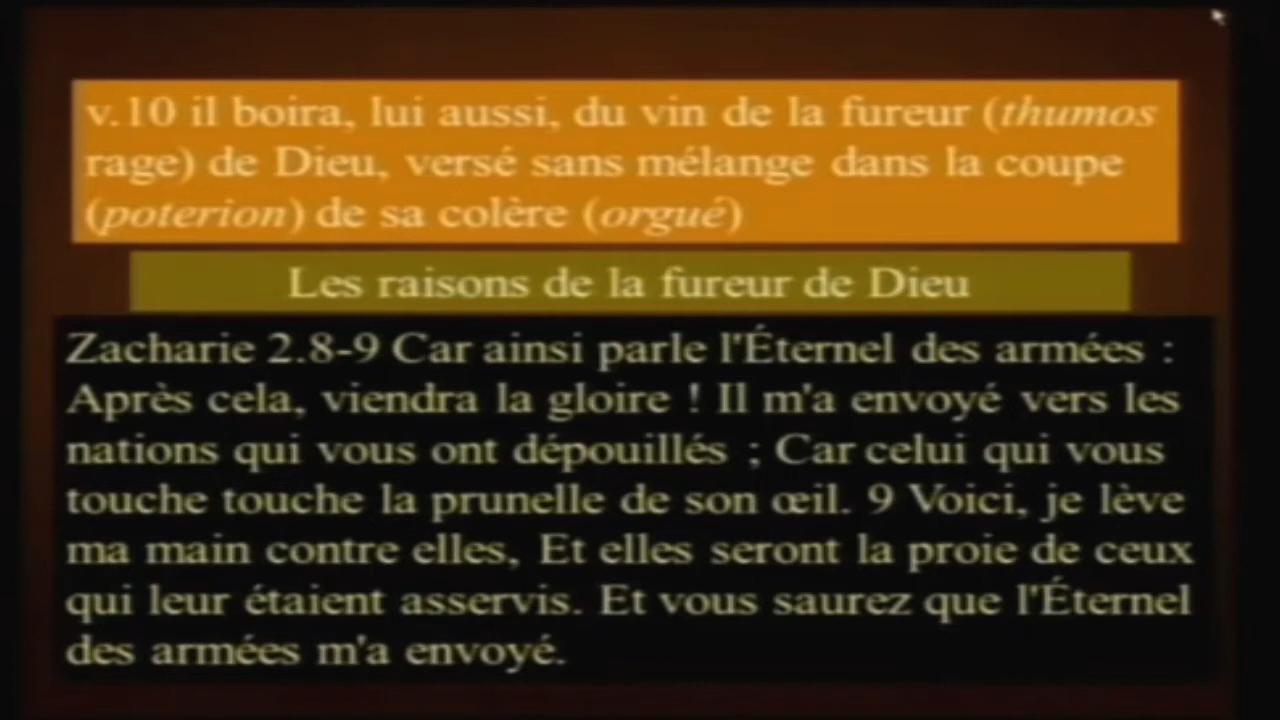 v.10 il boira, lui aussi, du vin de la fureur (thumos
rage) de Dieu, versé sans mélange dans la coupe
(poterion) de sa colère (orgué)
Les raisons de la fureur de Dieu
Zacharie 2.8-9 Car ainsi parle l'Éternel des armées :
Après cela, viendra la gloire ! Il m'a envoyé vers les
nations qui vous ont dépouillés ; Car celui qui vous
touche touche la prunelle de son œil. 9 Voici, je lève
ma main contre elles, Et elles seront la proie de ceux
qui leur étaient asservis. Et vous saurez que l'Éternel
des armées m'a envoyé.